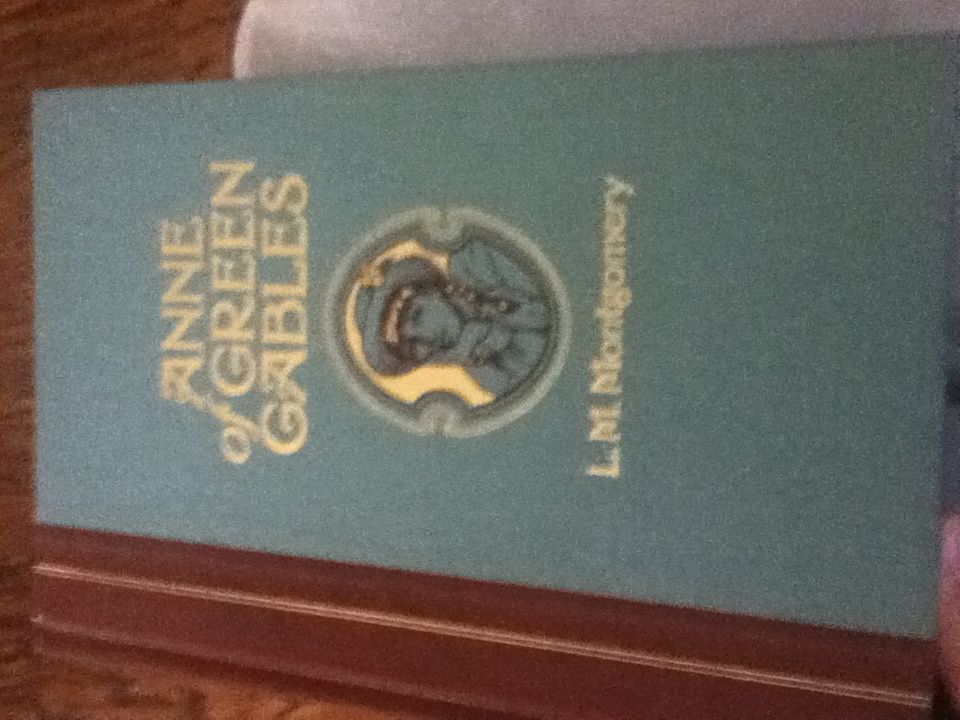 ANNE
of GREEN
GABLES
L. M. Montgomery